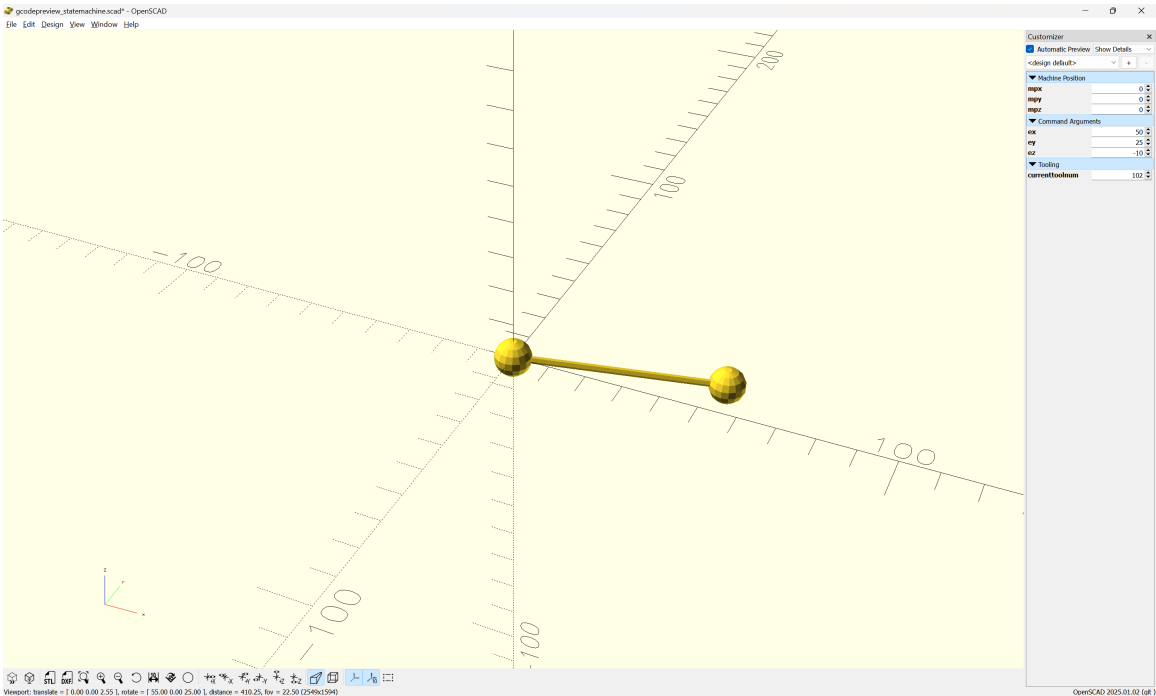 gcodepreview_statemachine.scad* - OpenSCAD
File Edit Design View Window Help
Customizer
Automatic Preview Show Details
<design default> + -
Machine Position
mpx 0
mpy 0
mpz 0
Command Arguments
ex 50
ey 25
ez -10
Tooling
currenttoolnum 102
200
100
-100
100
-100
-100
z
y
x
STL DXF
Viewport: translate = [ 0.00 0.00 2.55 ], rotate = [ 55.00 0.00 25.00 ], distance = 410.25, fov = 22.50 (2549x1594)
OpenSCAD 2025.01.02 (git